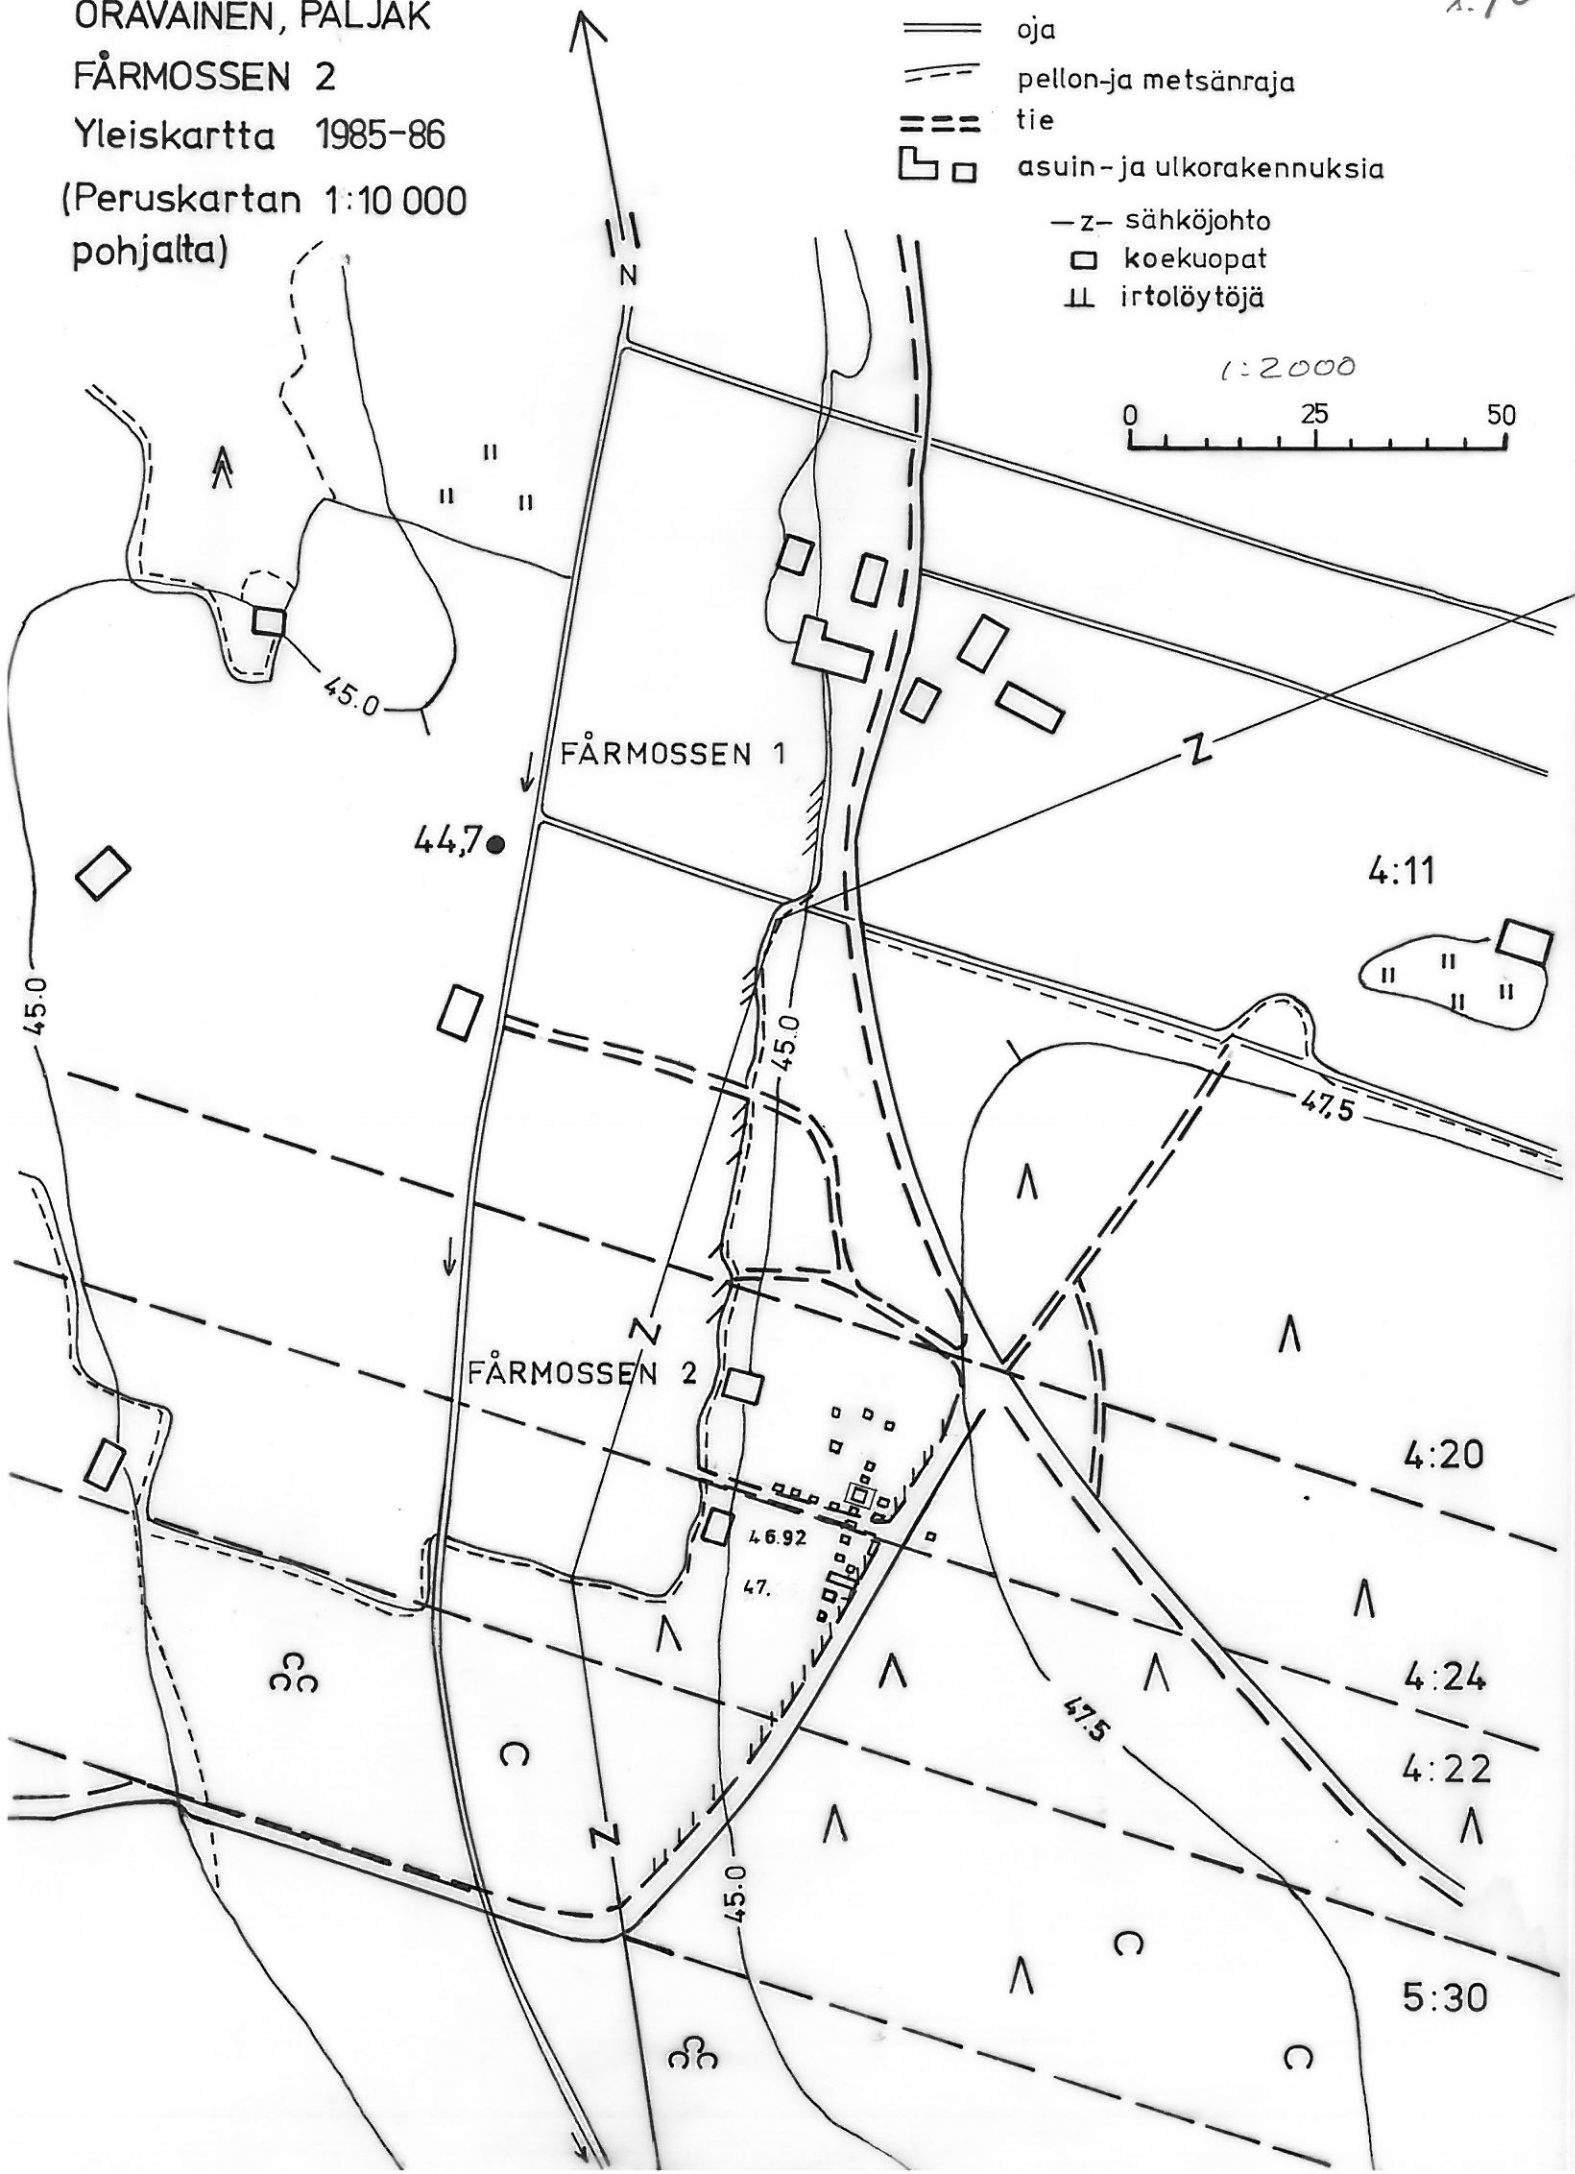 ORAVAINEN, PALJAK
FÅRMOSSEN 2
Yleiskartta 1985-86
(Peruskartan 1:10 000
pohjalta)
N
oja
pellon-ja metsänraja
tie
asuin-ja ulkorakennuksia
-z- sähköjohto
koekuopat
irtolöytöjä
1:2000
0 25 50
45.0
FÅRMOSSEN 1
Z
44,7
4:11
45.0
45.0
47,5
Z
FÅRMOSSEN 2
4:20
46.92
47.
4:24
47.5
4:22
Z
45.0
5:30